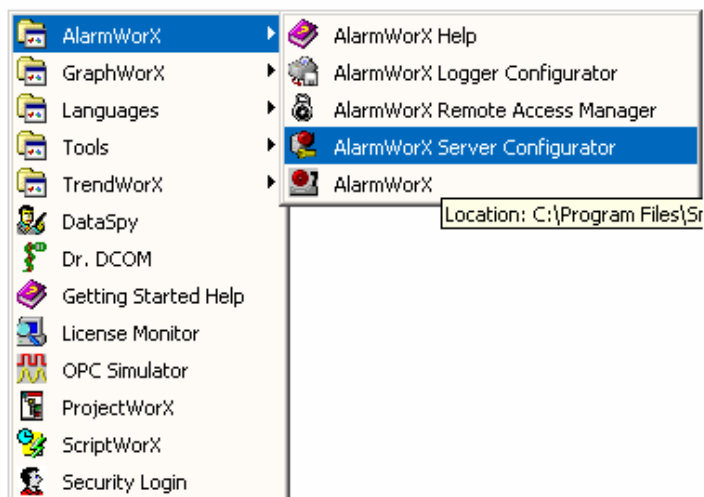 AlarmWorX
GraphWorX
Languages
Tools
TrendWorX
DataSpy
Dr. DCOM
Getting Started Help
License Monitor
OPC Simulator
ProjectWorX
ScriptWorX
Security Login
AlarmWorX Help
AlarmWorX Logger Configurator
AlarmWorX Remote Access Manager
AlarmWorX Server Configurator
AlarmWorX
Location: C:\Program Files\